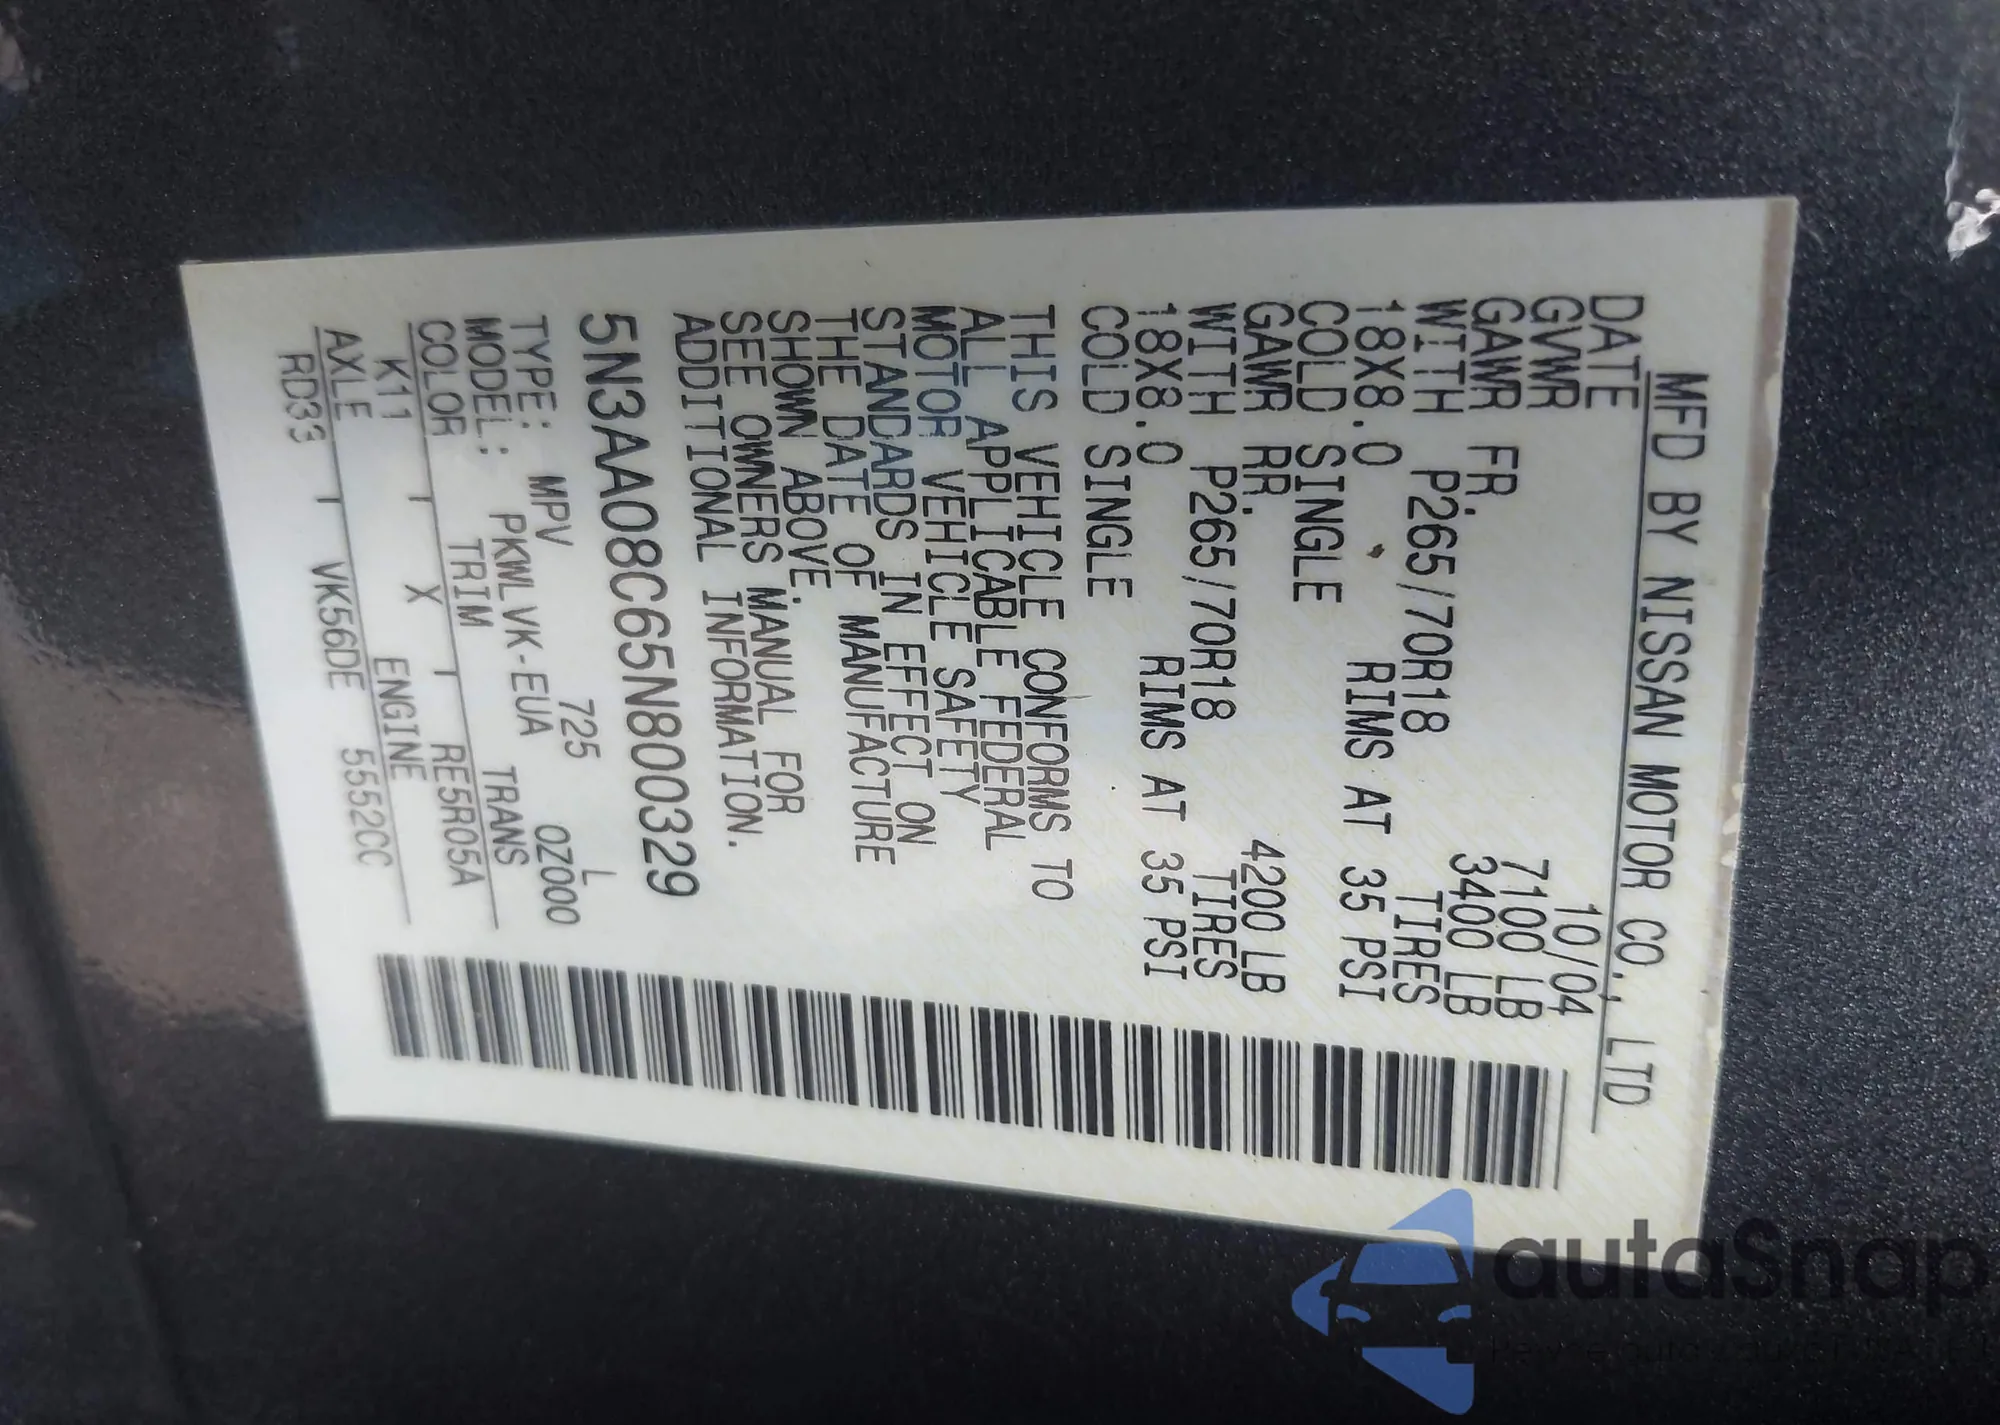 MFD BY NISSAN MOTOR CO., LTD
DATE 10/04
GVWR 7100 LB
GAWR FR. 3400 LB
WITH P265/70R18 TIRES
18X8.0 RIMS AT 35 PSI
COLD SINGLE
GAWR RR. 4200 LB
WITH P265/70R18 TIRES
18X8.0 RIMS AT 35 PSI
COLD SINGLE
THIS VEHICLE CONFORMS TO
ALL APPLICABLE FEDERAL
MOTOR VEHICLE SAFETY
STANDARDS IN EFFECT ON
THE DATE OF MANUFACTURE
SHOWN ABOVE.
SEE OWNERS MANUAL FOR
ADDITIONAL INFORMATION.
5N3AA08C65N800329
TYPE: MPV 725 L
MODEL: PKWLVK-EUA 0Z000
COLOR TRIM TRANS
K11 X RE5R05A
AXLE ENGINE
RD33 VK56DE 5552CC
autaSnap